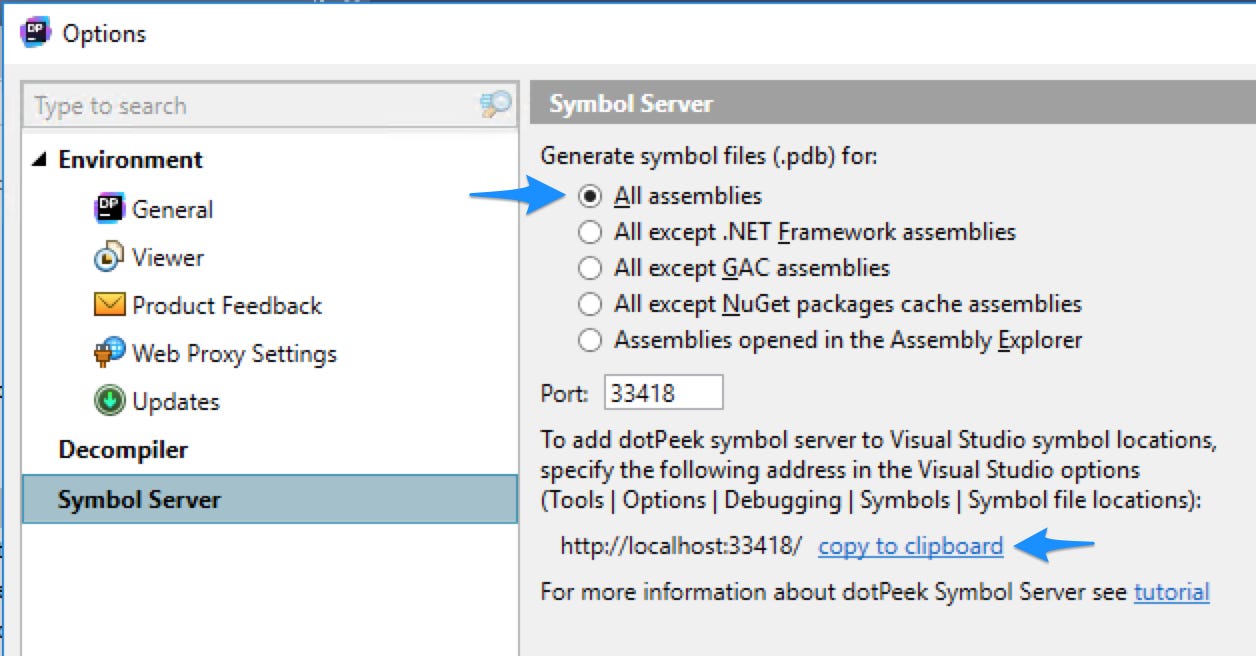 Options
Type to search
Environment
General
Viewer
Product Feedback
Web Proxy Settings
Updates
Decompiler
Symbol Server
Symbol Server
Generate symbol files (.pdb) for:
All assemblies
All except .NET Framework assemblies
All except GAC assemblies
All except NuGet packages cache assemblies
Assemblies opened in the Assembly Explorer
Port: 33418
To add dotPeek symbol server to Visual Studio symbol locations,
specify the following address in the Visual Studio options
(Tools | Options | Debugging | Symbols | Symbol file locations):
http://localhost:33418/ copy to clipboard
For more information about dotPeek Symbol Server see tutorial